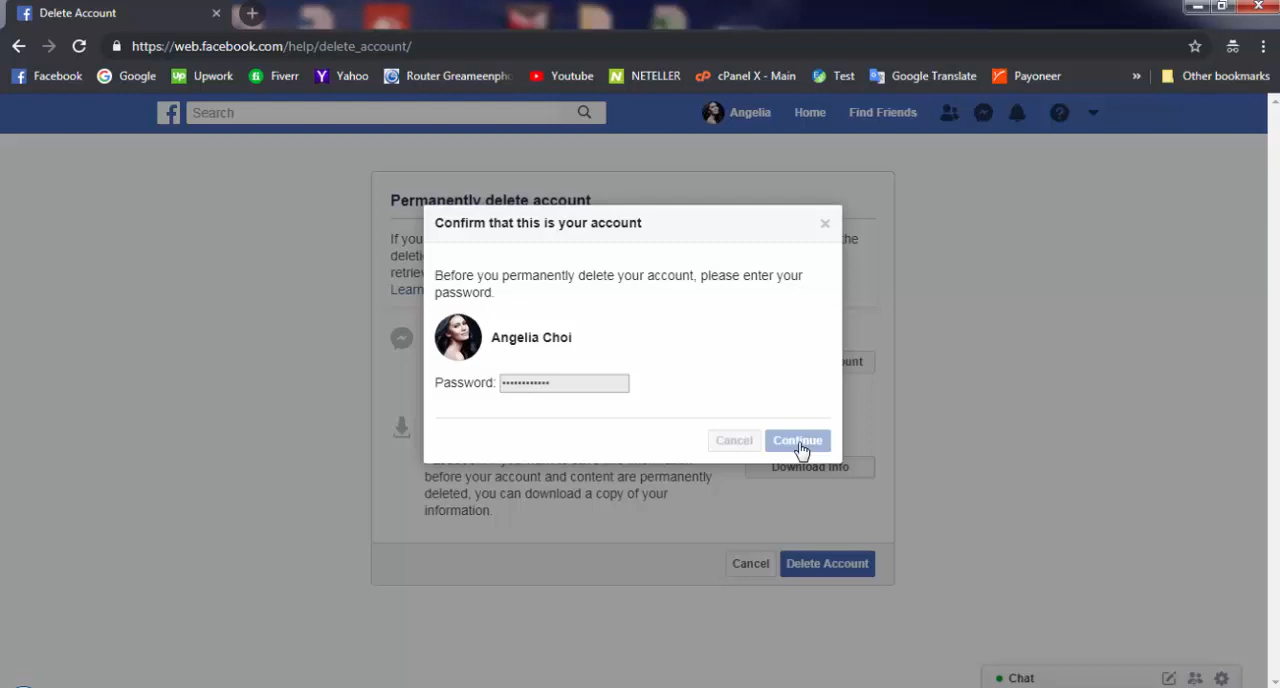 Delete Account
https://web.facebook.com/help/delete_account/
Facebook Google Upwork Fiverr Yahoo Router Greameenph YouTube NETELLER cPanel X - Main Test Google Translate Payoneer » Other bookmarks
Search Angelia Home Find Friends
Permanently delete account
Confirm that this is your account
If you the
deleti
retrie
Learn
Before you permanently delete your account, please enter your
password.
Angelia Choi
ount
Password: ••••••••••••
Cancel Continue
Download Info
before your account and content are permanently
deleted, you can download a copy of your
information.
Cancel Delete Account
Chat